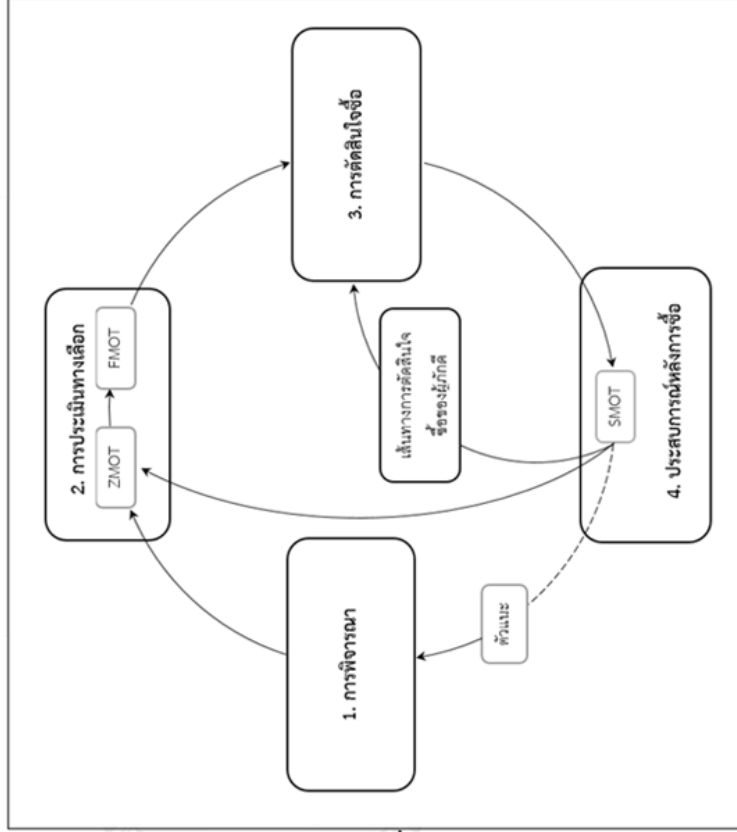 1. การพิจารณา
2. การประเมินทางเลือก
ZMOT
FMOT
3. การตัดสินใจซื้อ
เส้นทางการตัดสินใจ
ซื้อของผู้ภักดี
4. ประสบการณ์หลังการซื้อ
SMOT
ตัวแนะ